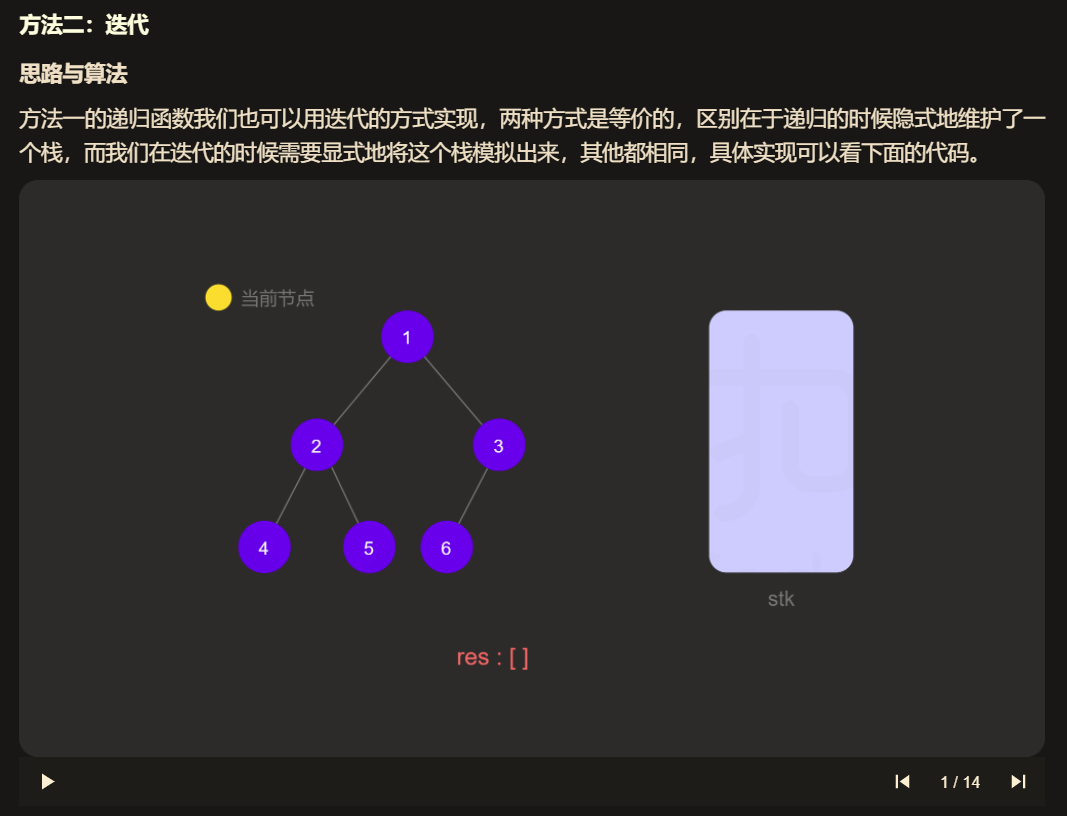 方法二：迭代
思路与算法
方法一的递归函数我们也可以用迭代的方式实现，两种方式是等价的，区别在于递归的时候隐式地维护了一
个栈，而我们在迭代的时候需要显式地将这个栈模拟出来，其他都相同，具体实现可以看下面的代码。
当前节点
1
2
3
4
5
6
扣
stk
res : [ ]
1 / 14